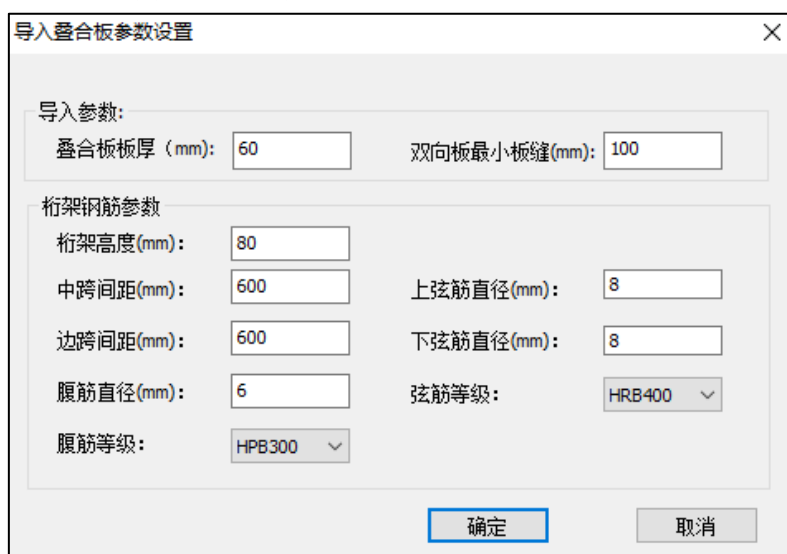 导入叠合板参数设置
导入参数:
叠合板板厚（mm): 60 双向板最小板缝(mm): 100
桁架钢筋参数
桁架高度(mm): 80
中跨间距(mm): 600 上弦筋直径(mm): 8
边跨间距(mm): 600 下弦筋直径(mm): 8
腹筋直径(mm): 6 弦筋等级: HRB400
腹筋等级: HPB300
确定 取消